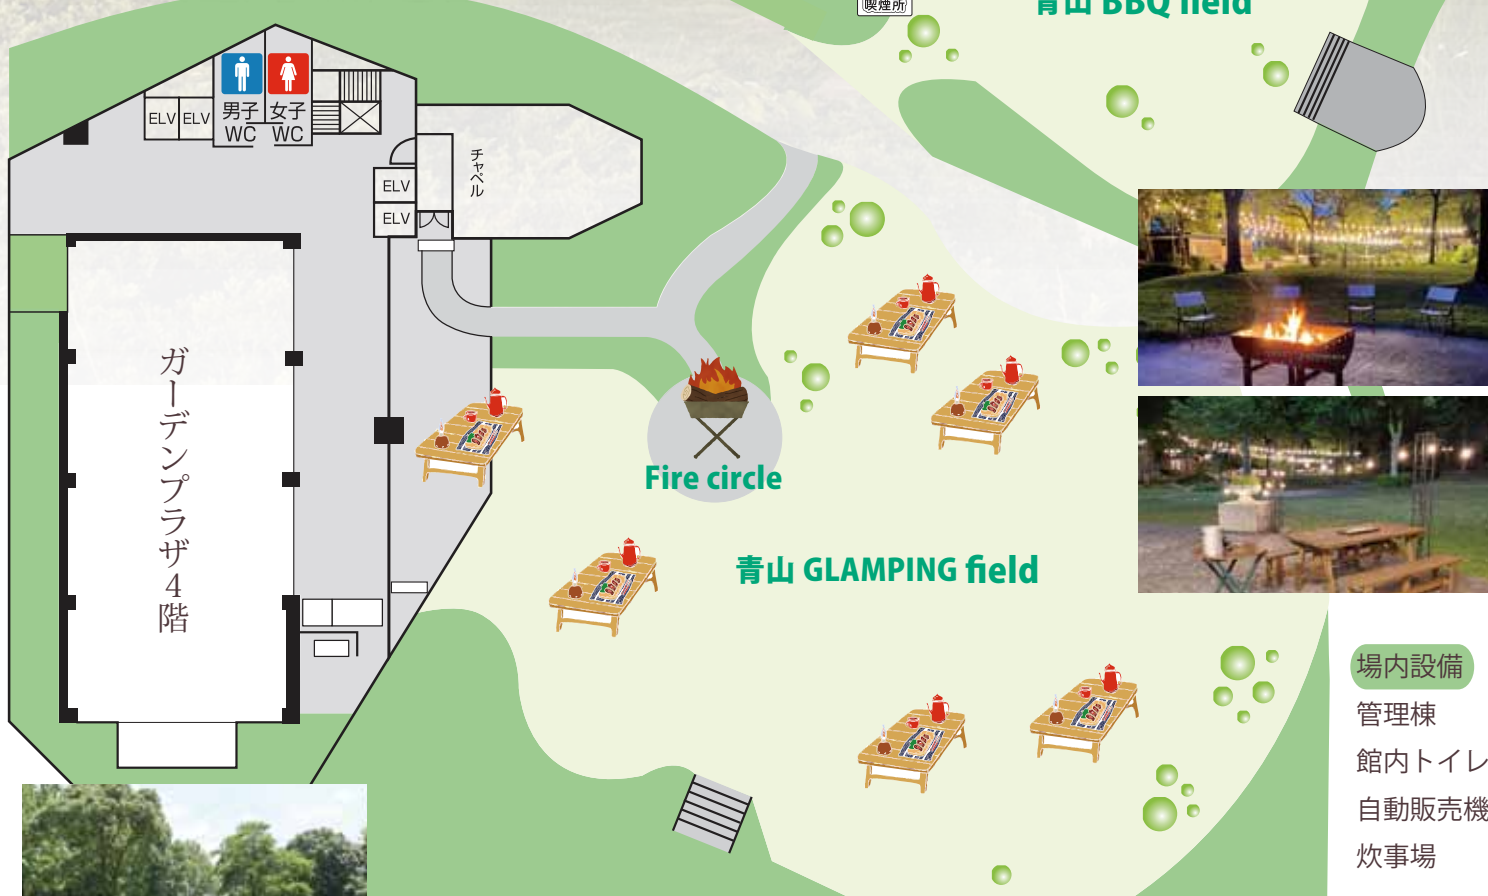 喫煙所
青山 BBQ field
男子
WC
女子
WC
ELV
ELV
チャペル
ELV
ELV
ガーデンプラザ4階
Fire circle
青山 GLAMPING field
場内設備
管理棟
館内トイレ
自動販売機
炊事場